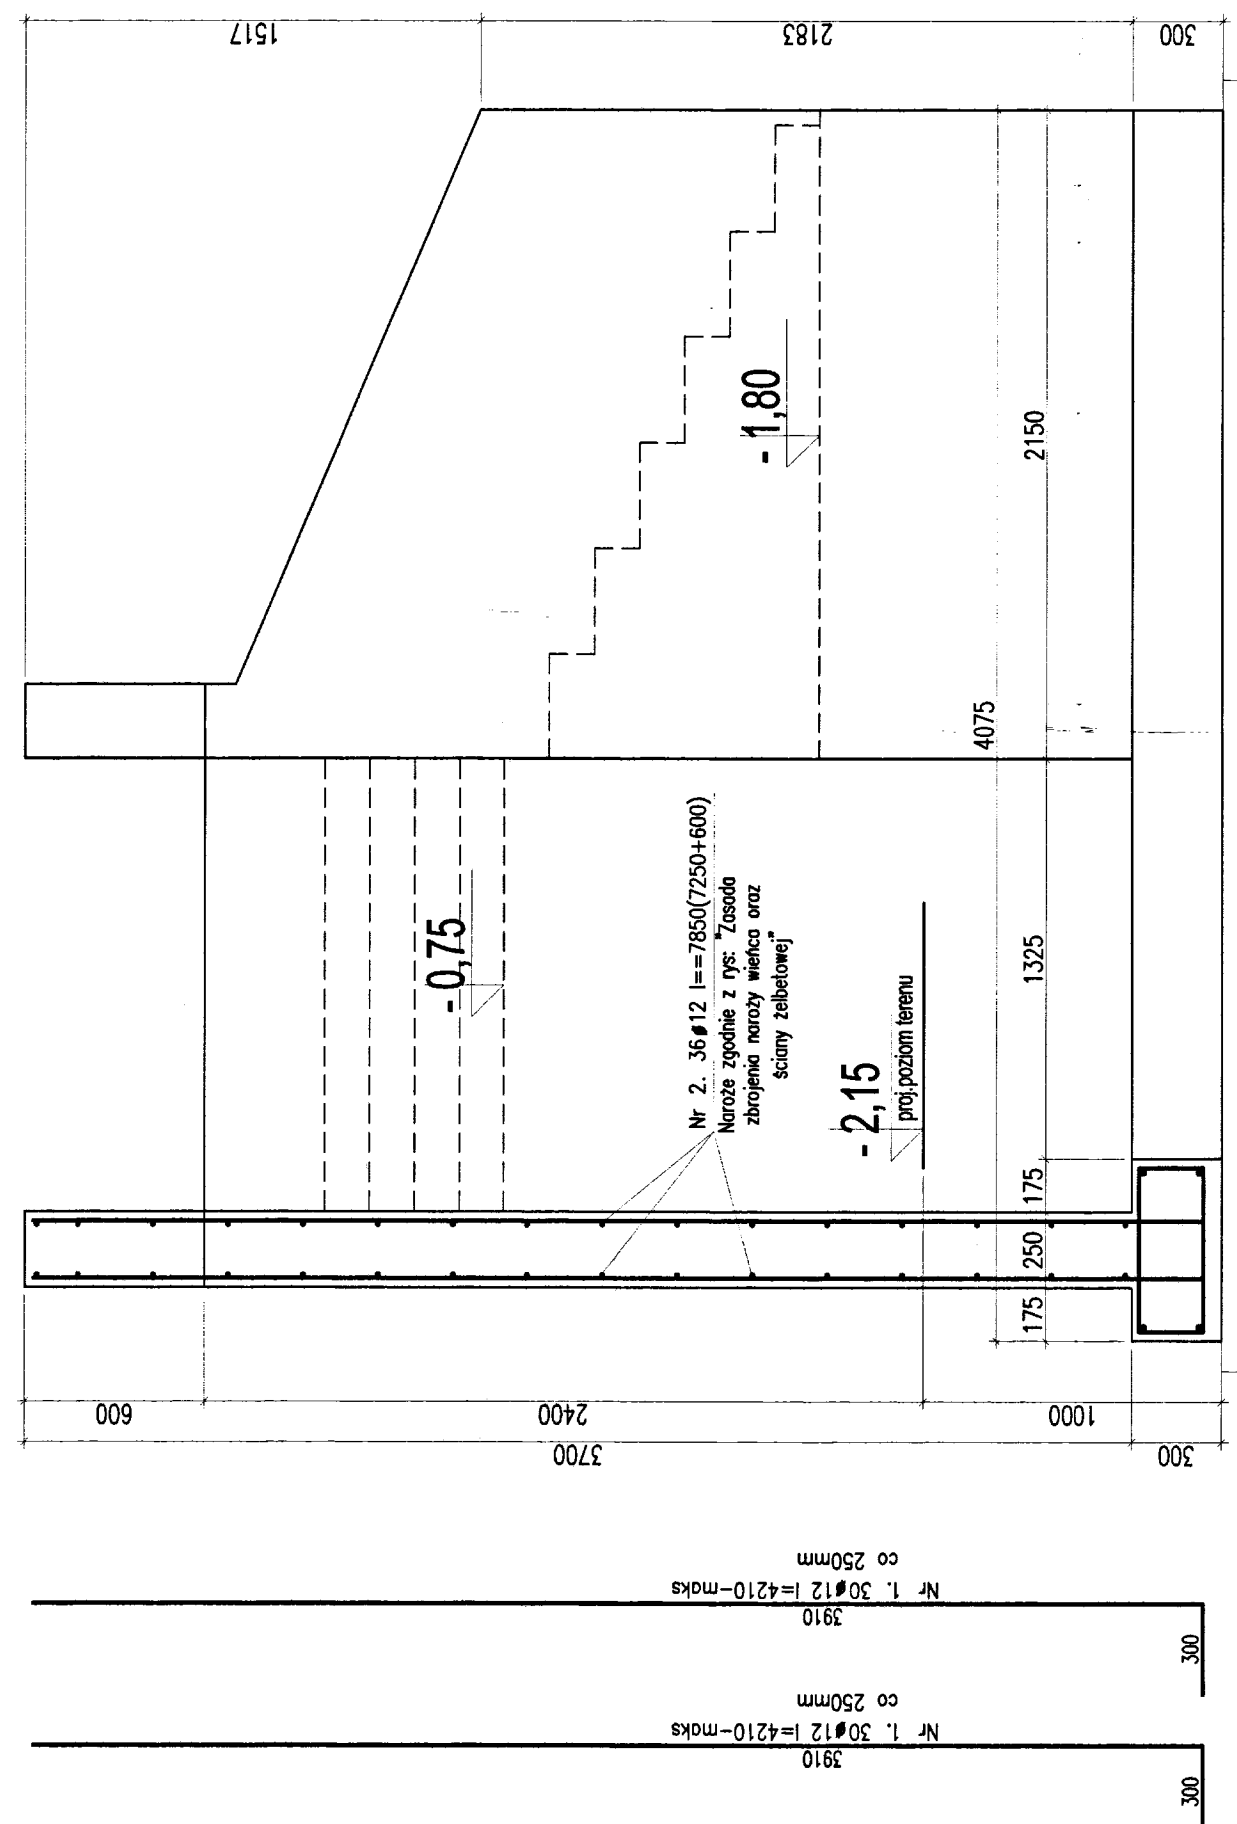 1517
2183
300
- 1,80
2150
4075
- 0,75
Nr 2. 36ø12 l==7850(7250+600)
Naroże zgodnie z rys: "Zasada
zbrojenia naroży wieńca oraz
ściany żelbetowej"
- 2,15
proj.poziom terenu
1325
175
250
175
600
2400
1000
3700
300
Nr 1. 30ø12 l=4210-maks
co 250mm
3910
300
Nr 1. 30ø12 l=4210-maks
co 250mm
3910
300